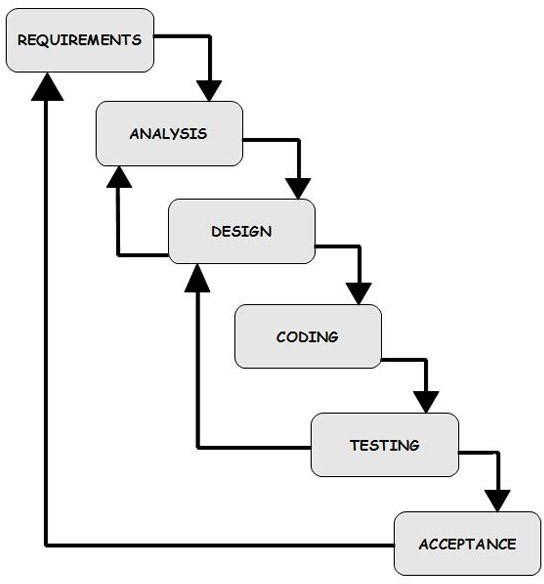 REQUIREMENTS
ANALYSIS
DESIGN
CODING
TESTING
ACCEPTANCE